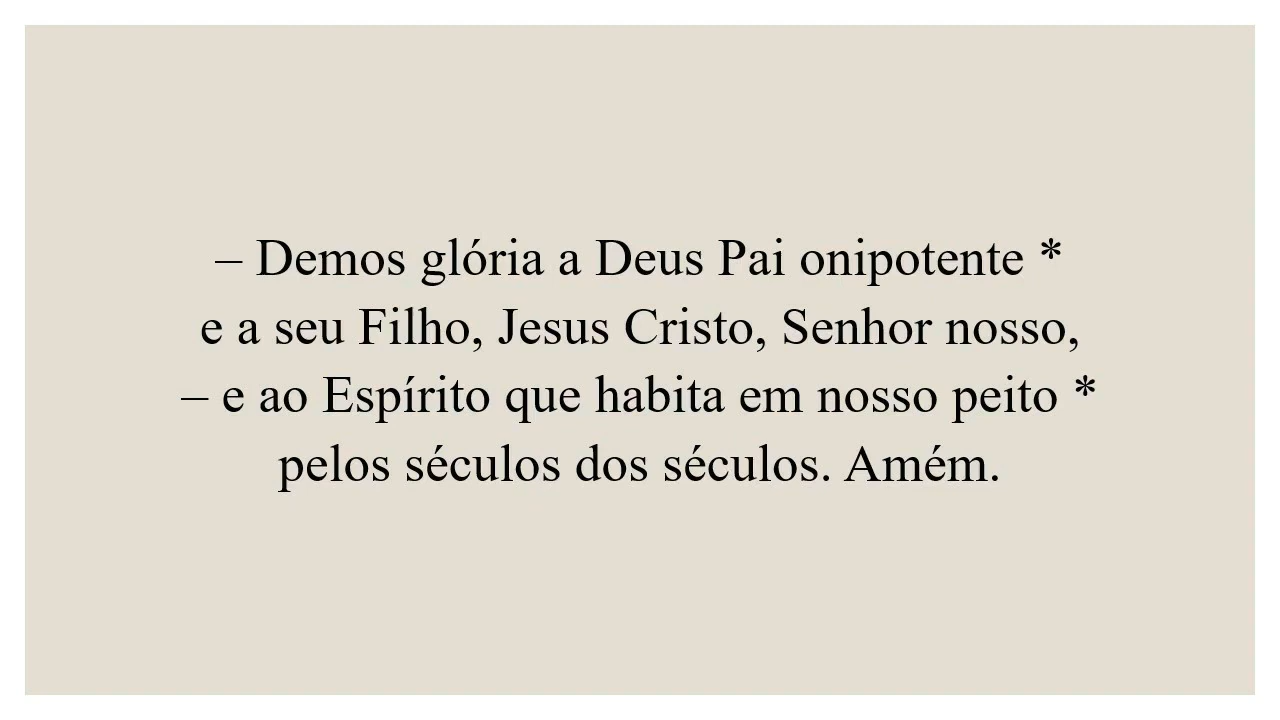 – Demos glória a Deus Pai onipotente *
e a seu Filho, Jesus Cristo, Senhor nosso,
– e ao Espírito que habita em nosso peito *
pelos séculos dos séculos. Amém.